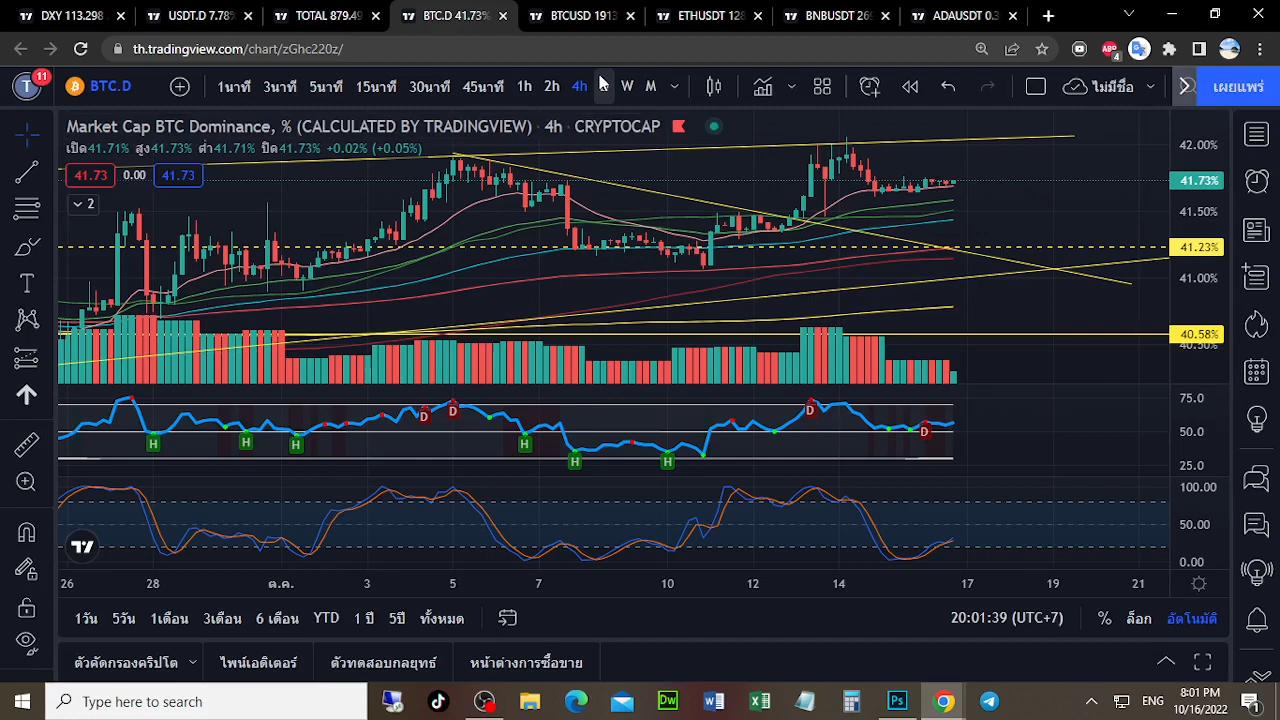 DXY 113.298
USDT.D 7.78%
TOTAL 879.49
BTC.D 41.73%
BTCUSD 1913
ETHUSDT 128
BNBUSDT 269
ADAUSDT 0.3
th.tradingview.com/chart/zGhc220z/
ABP
4
T
11
BTC.D
1นาที
3นาที
5นาที
15นาที
30นาที
45นาที
1h
2h
4h
W
M
ไม่มีชื่อ
เผยแพร่
Market Cap BTC Dominance, % (CALCULATED BY TRADINGVIEW) · 4h · CRYPTOCAP
เปิด41.71% สูง41.73% ต่ำ41.71% ปิด41.73% +0.02% (+0.05%)
41.73
0.00
41.73
2
42.00%
41.73%
41.50%
41.23%
41.00%
40.58%
40.50%
D
D
D
D
H
H
H
H
H
H
75.0
50.0
25.0
100.00
50.00
0.00
26
28
ต.ค.
3
5
7
10
12
14
17
19
21
1วัน
5วัน
1เดือน
3เดือน
6 เดือน
YTD
1 ปี
5ปี
ทั้งหมด
20:01:39 (UTC+7)
%
ล็อก
อัตโนมัติ
ตัวคัดกรองคริปโต
ไพน์เอดิเตอร์
ตัวทดสอบกลยุทธ์
หน้าต่างการซื้อขาย
Type here to search
Dw
Ps
ENG
8:01 PM
10/16/2022
1